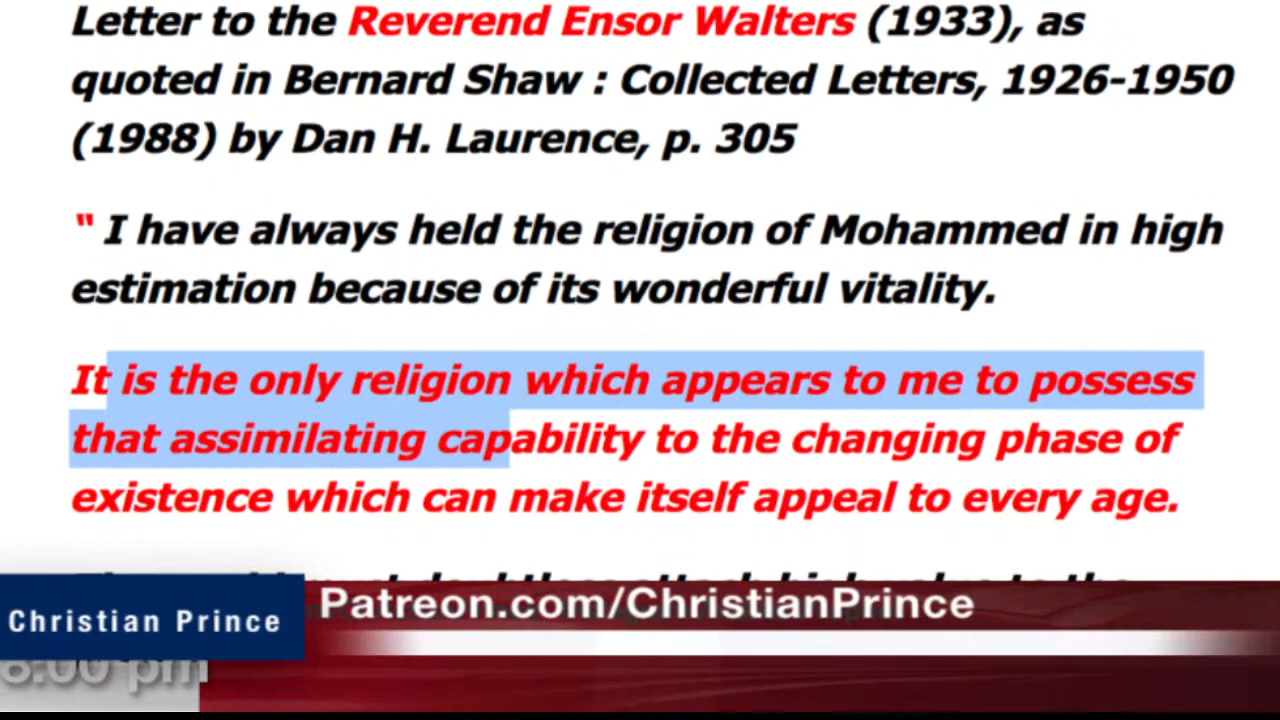 Letter to the Reverend Ensor Walters (1933), as
quoted in Bernard Shaw : Collected Letters, 1926-1950
(1988) by Dan H. Laurence, p. 305
" I have always held the religion of Mohammed in high
estimation because of its wonderful vitality.
It is the only religion which appears to me to possess
that assimilating capability to the changing phase of
existence which can make itself appeal to every age.
Christian Prince
Patreon.com/ChristianPrince
8:00 pm